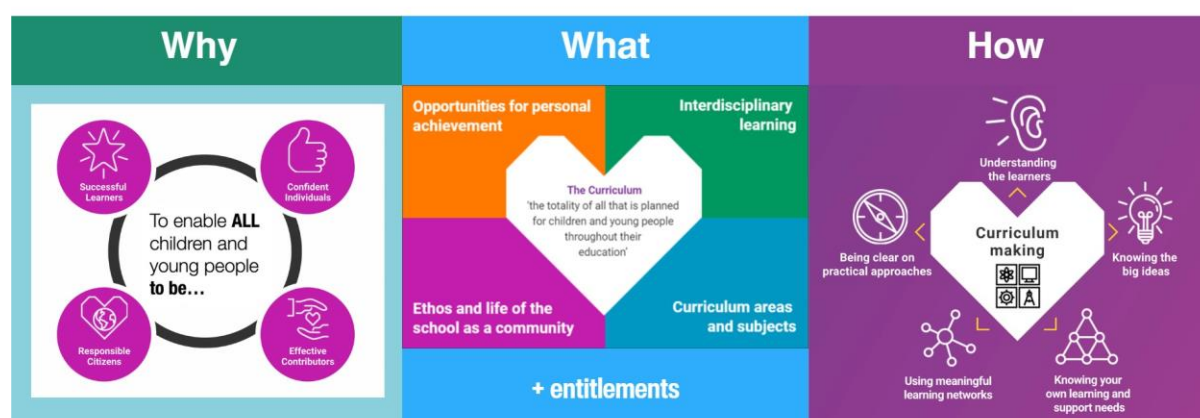 Why
Successful
Learners
Confident
Individuals
To enable ALL
children and
young people
to be...
Responsible
Citizens
Effective
Contributors
What
Opportunities for personal
achievement
Interdisciplinary
learning
The Curriculum
'the totality of all that is planned
for children and young people
throughout their
education'
Ethos and life of the
school as a community
Curriculum areas
and subjects
+ entitlements
How
Understanding
the learners
Being clear on
practical approaches
Curriculum
making
Knowing the
big ideas
Using meaningful
learning networks
Knowing your
own learning and
support needs